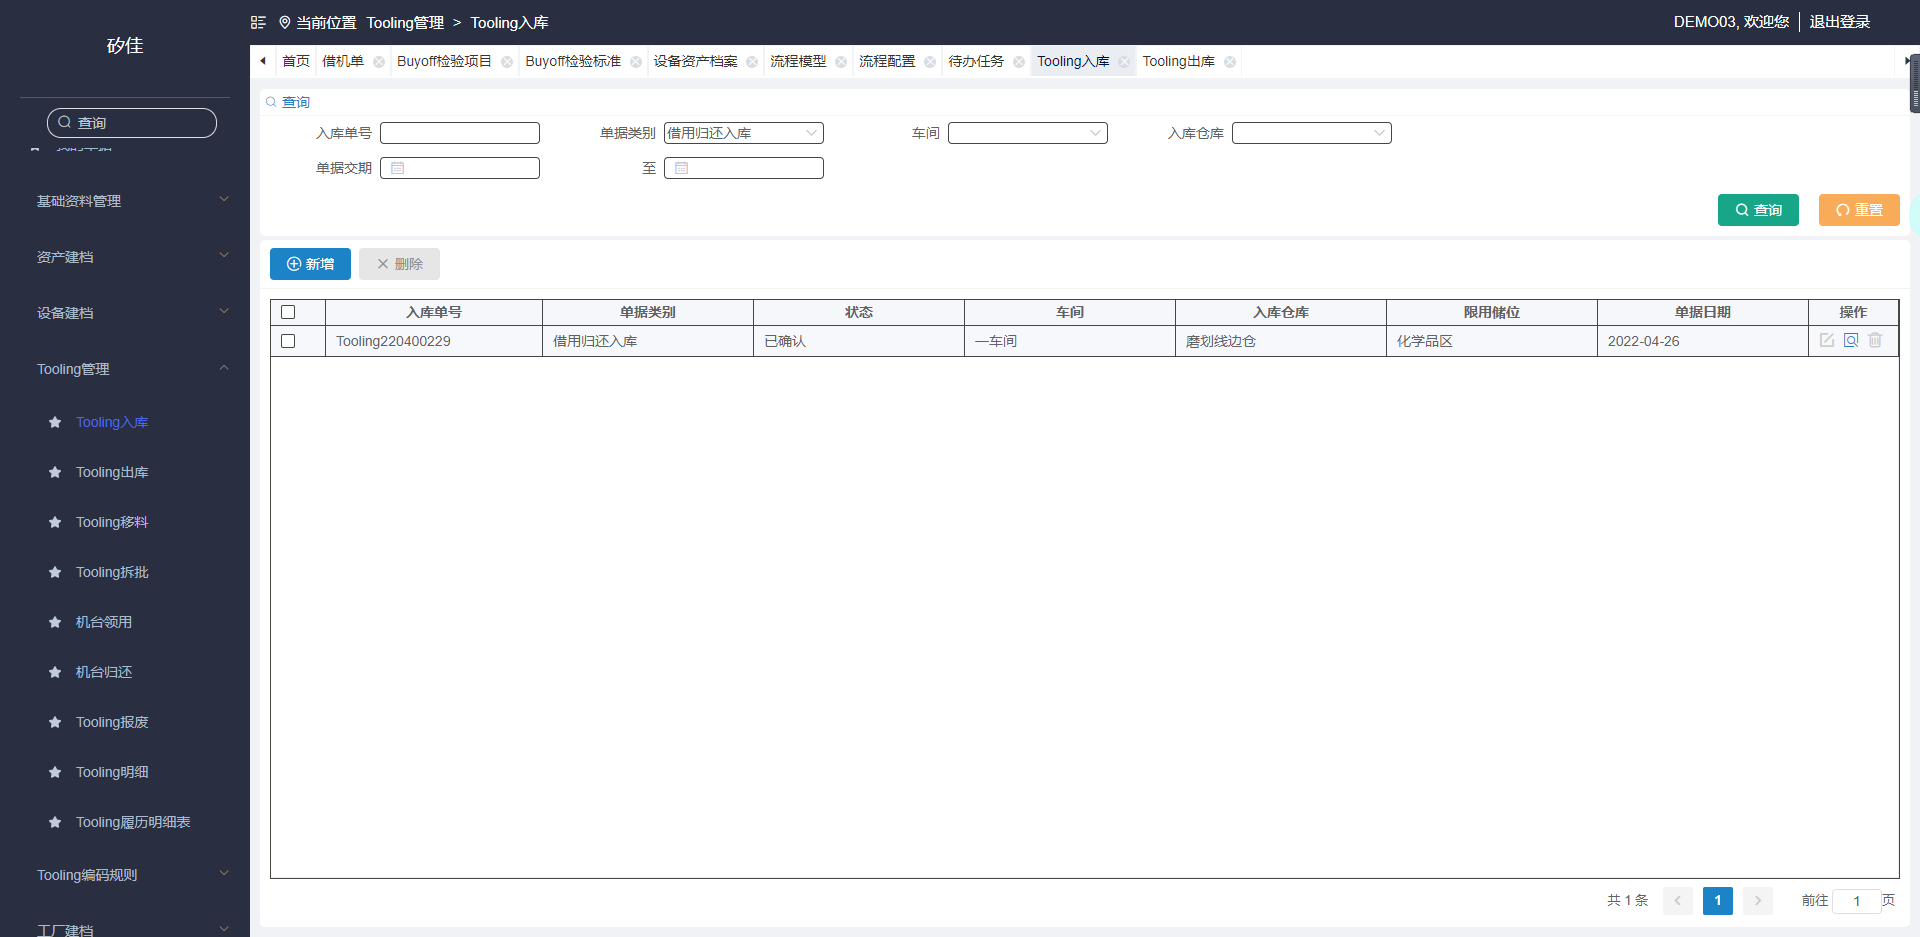 矽佳
查询
我的单据
基础资料管理
资产建档
设备建档
Tooling管理
Tooling入库
Tooling出库
Tooling移料
Tooling拆批
机台领用
机台归还
Tooling报废
Tooling明细
Tooling履历明细表
Tooling编码规则
工厂建档
当前位置 Tooling管理 > Tooling入库
DEMO03, 欢迎您 退出登录
首页 借机单 Buyoff检验项目 Buyoff检验标准 设备资产档案 流程模型 流程配置 待办任务 Tooling入库 Tooling出库
查询
入库单号 单据类别 借用归还入库 车间 入库仓库
单据交期 至
查询 重置
新增 删除
入库单号 单据类别 状态 车间 入库仓库 限用储位 单据日期 操作
Tooling220400229 借用归还入库 已确认 一车间 磨划线边仓 化学品区 2022-04-26
共 1 条 1 前往 1 页